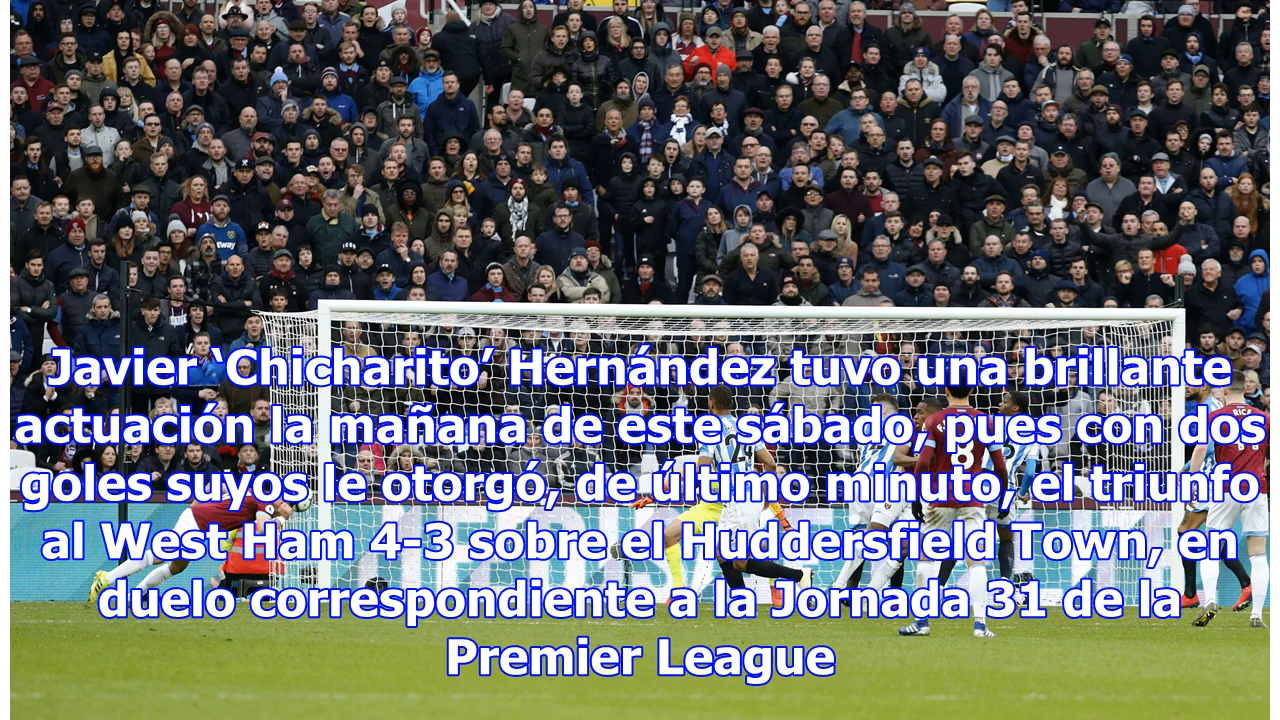 Javier ‘Chicharito’ Hernández tuvo una brillante
actuación la mañana de este sábado, pues con dos
goles suyos le otorgó, de último minuto, el triunfo
al West Ham 4-3 sobre el Huddersfield Town, en
duelo correspondiente a la Jornada 31 de la
Premier League
RICE
8